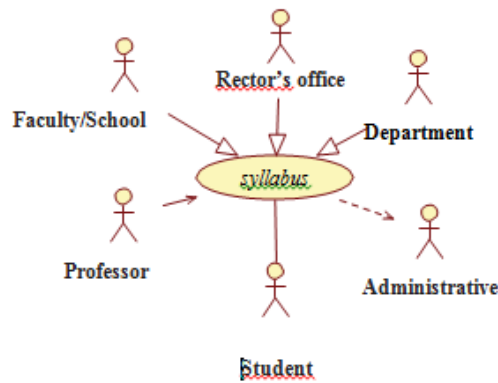 Rector's office
Faculty/School
Department
syllabus
Professor
Administrative
Student